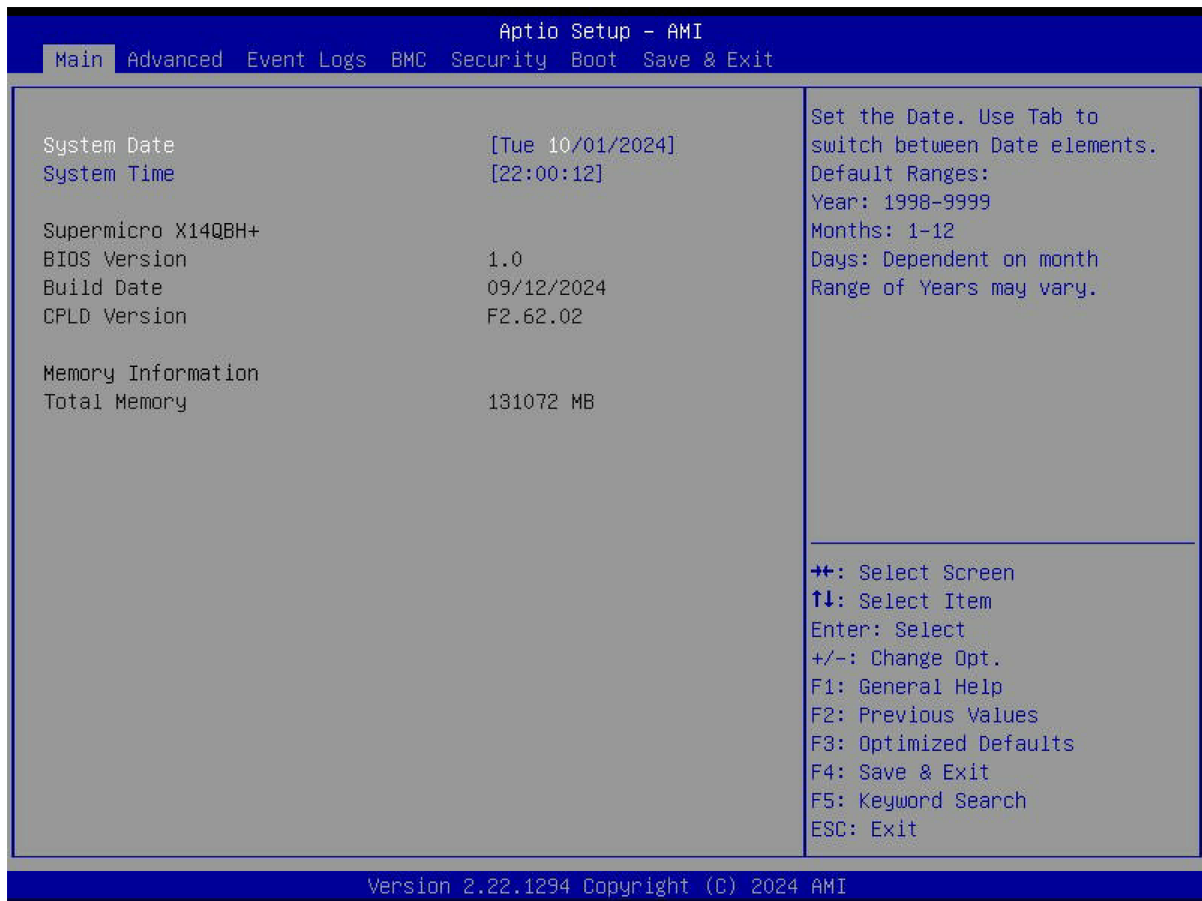 Aptio Setup – AMI
Main Advanced Event Logs BMC Security Boot Save & Exit
System Date [Tue 10/01/2024]
System Time [22:00:12]
Supermicro X14QBH+
BIOS Version 1.0
Build Date 09/12/2024
CPLD Version F2.62.02
Memory Information
Total Memory 131072 MB
Set the Date. Use Tab to
switch between Date elements.
Default Ranges:
Year: 1998–9999
Months: 1–12
Days: Dependent on month
Range of Years may vary.
→←: Select Screen
↑↓: Select Item
Enter: Select
+/–: Change Opt.
F1: General Help
F2: Previous Values
F3: Optimized Defaults
F4: Save & Exit
F5: Keyword Search
ESC: Exit
Version 2.22.1294 Copyright (C) 2024 AMI